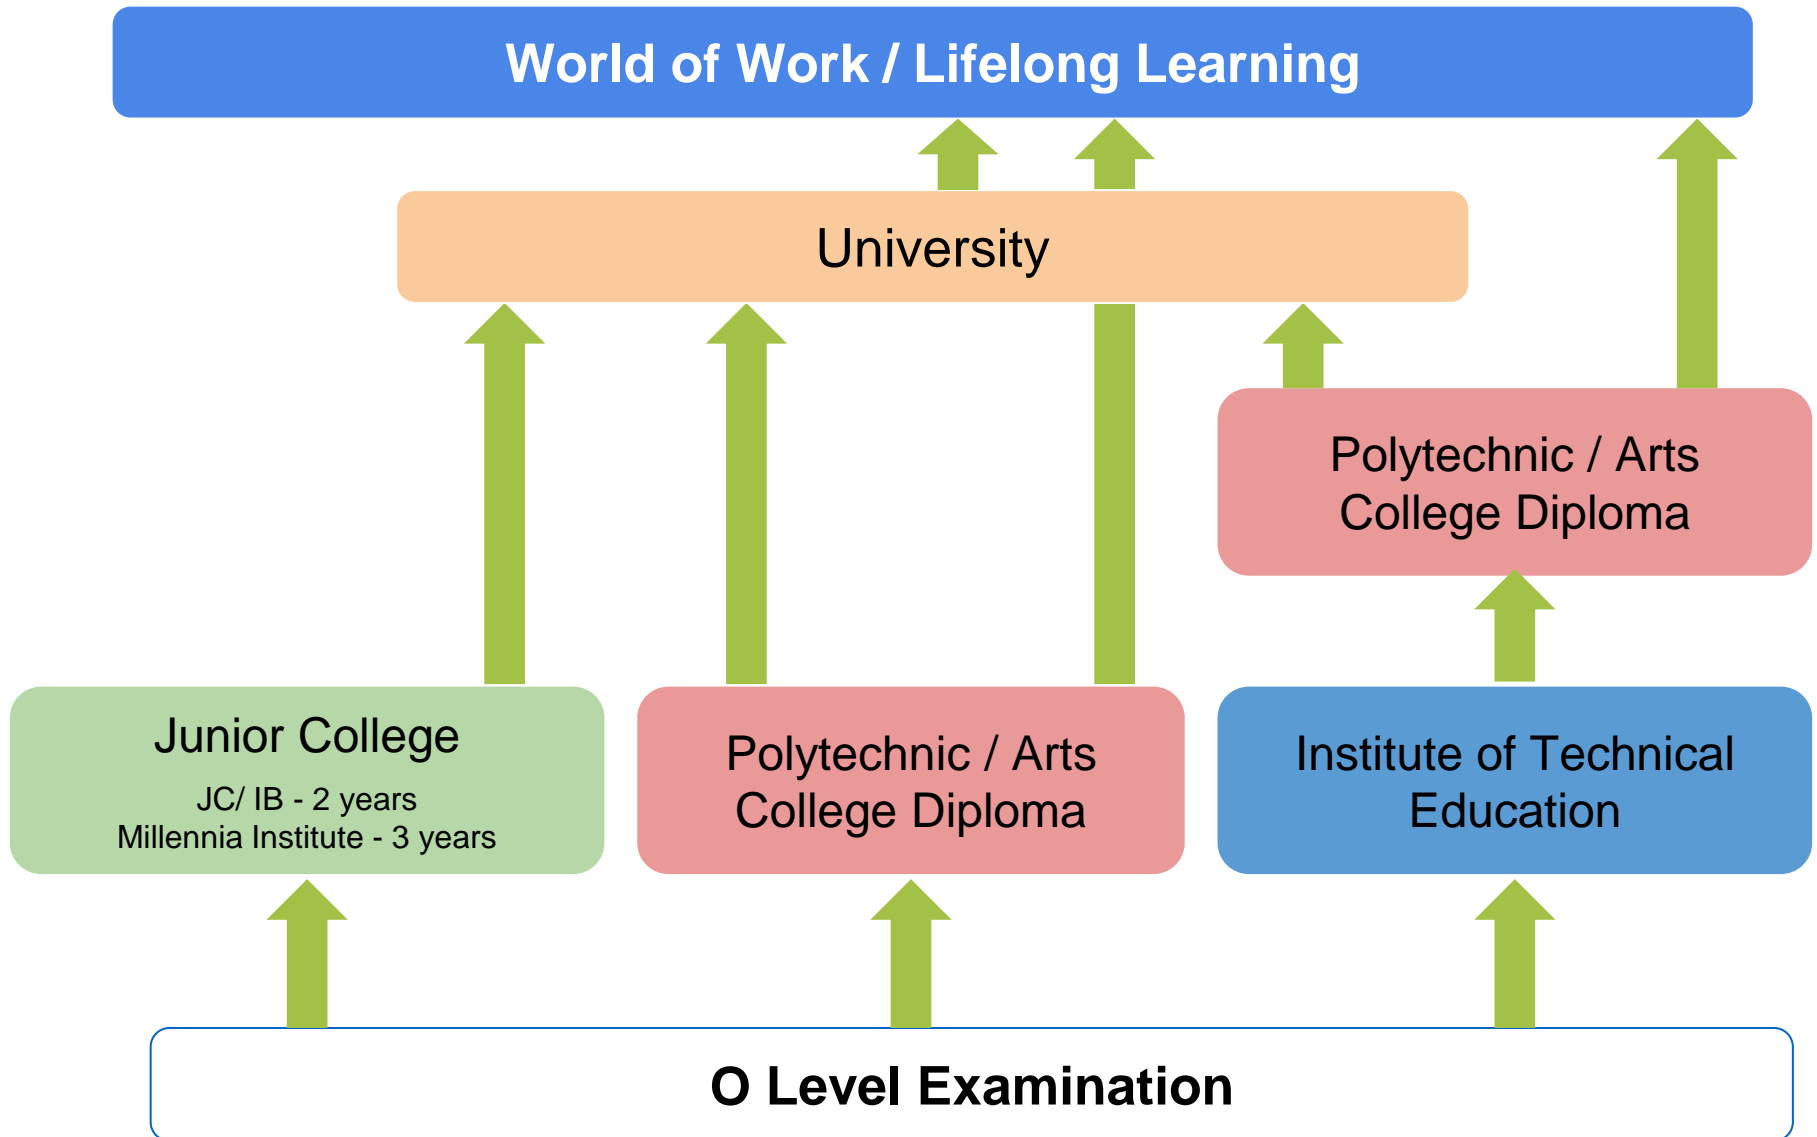 World of Work / Lifelong Learning
University
Polytechnic / Arts
College Diploma
Junior College
JC/ IB - 2 years
Millennia Institute - 3 years
Polytechnic / Arts
College Diploma
Institute of Technical
Education
O Level Examination